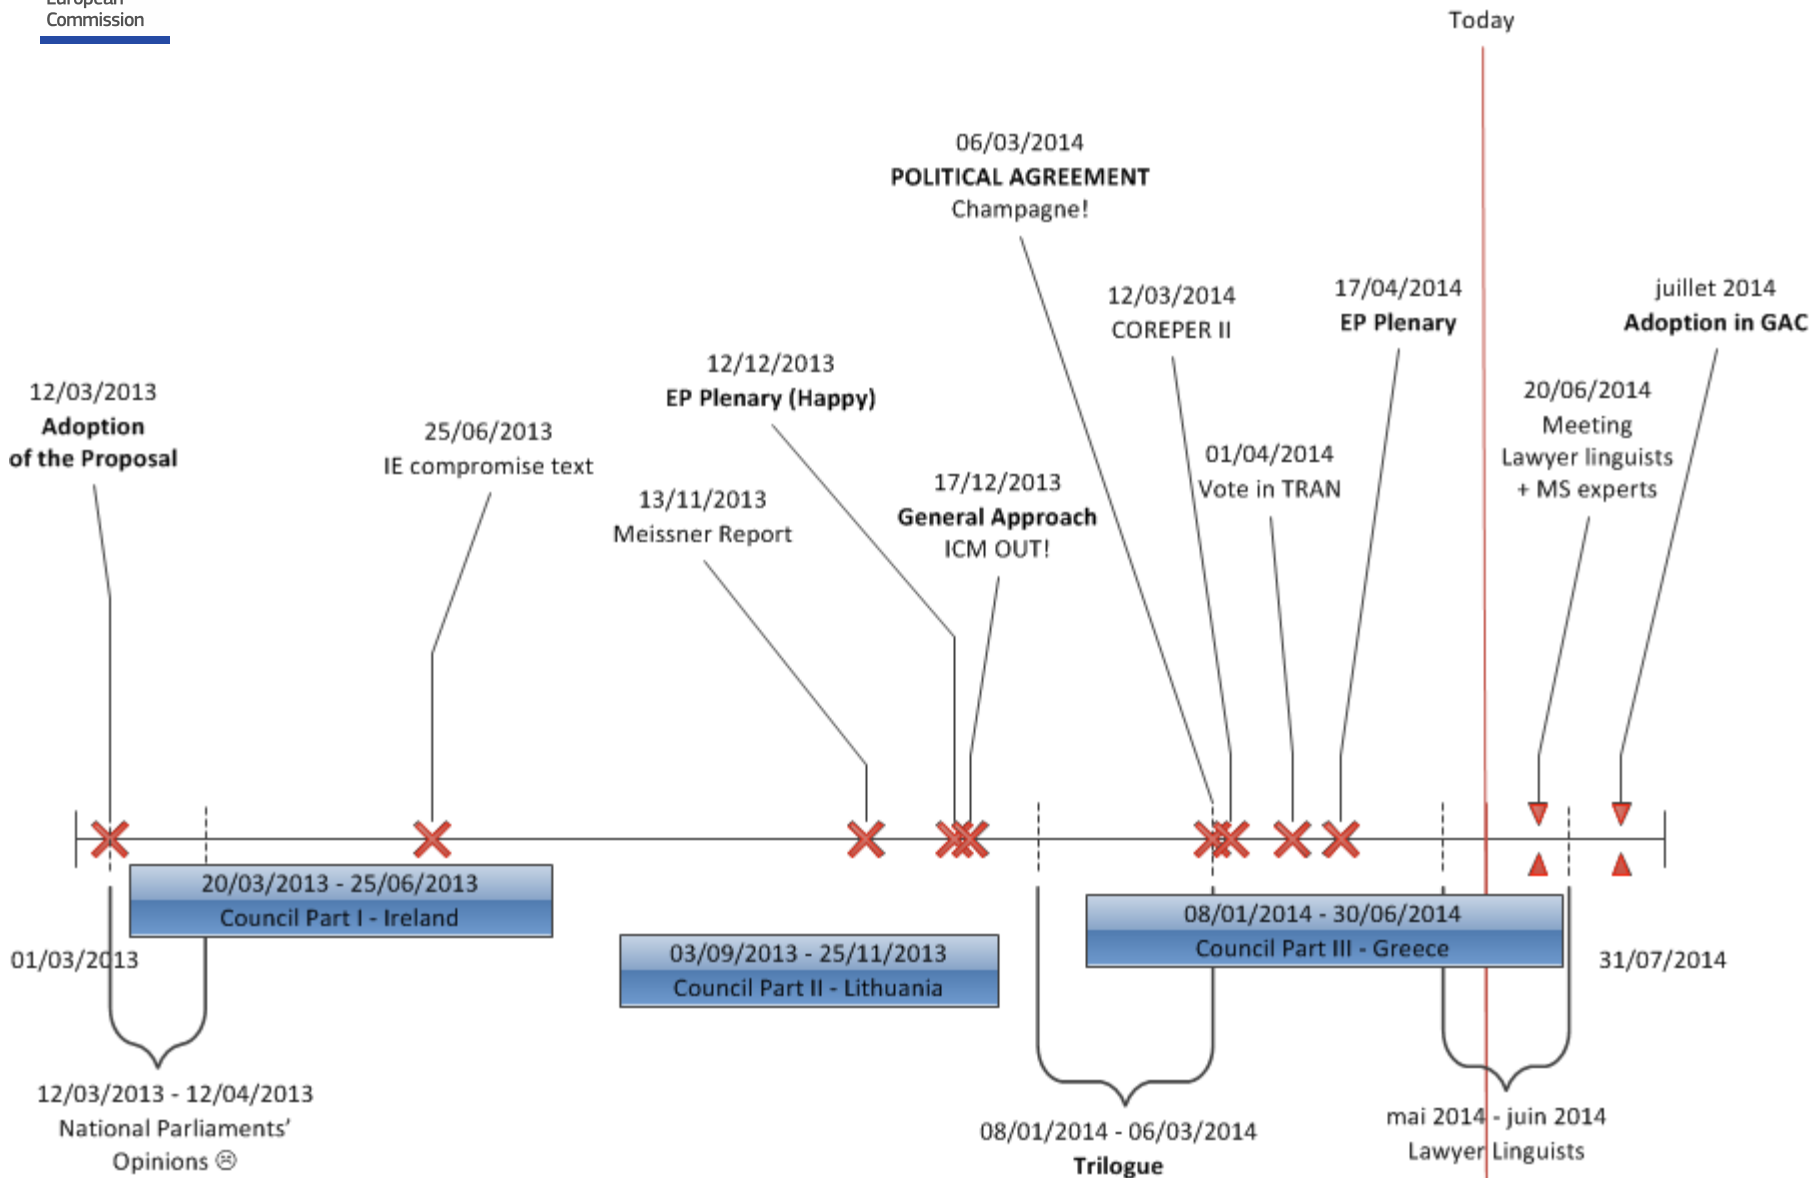 European
Commission
Today
06/03/2014
POLITICAL AGREEMENT
Champagne!
12/03/2014
COREPER II
17/04/2014
EP Plenary
juillet 2014
Adoption in GAC
12/12/2013
EP Plenary (Happy)
12/03/2013
Adoption
of the Proposal
25/06/2013
IE compromise text
20/06/2014
Meeting
Lawyer linguists
+ MS experts
01/04/2014
Vote in TRAN
13/11/2013
Meissner Report
17/12/2013
General Approach
ICM OUT!
20/03/2013 - 25/06/2013
Council Part I - Ireland
03/09/2013 - 25/11/2013
Council Part II - Lithuania
08/01/2014 - 30/06/2014
Council Part III - Greece
01/03/2013
31/07/2014
12/03/2013 - 12/04/2013
National Parliaments’
Opinions ☹
08/01/2014 - 06/03/2014
Trilogue
mai 2014 - juin 2014
Lawyer Linguists